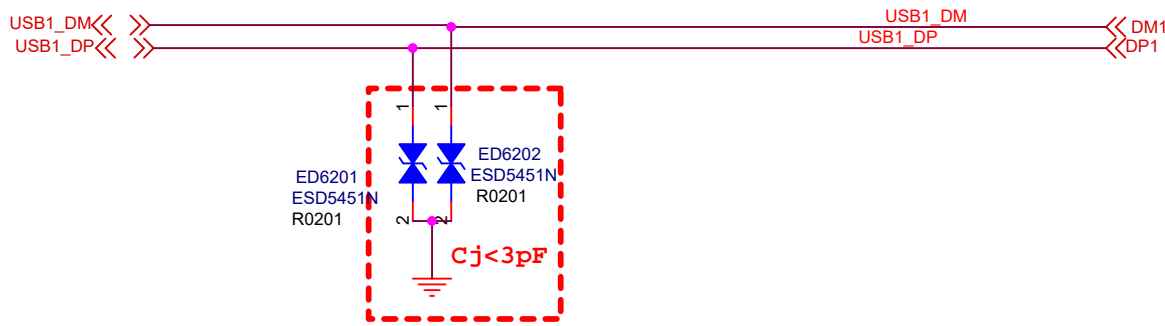 USB1_DM
USB1_DM
DM1
USB1_DP
USB1_DP
DP1
1
1
ED6201
ESD5451N
R0201
ED6202
ESD5451N
R0201
2
2
Cj<3pF